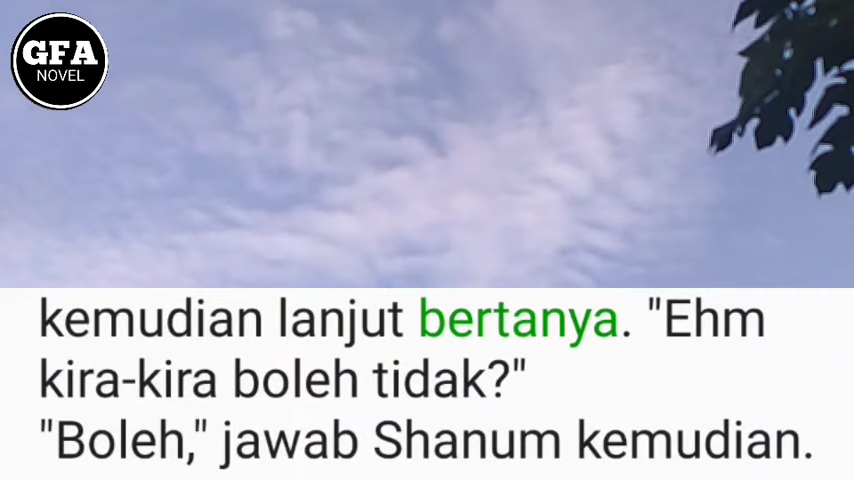 GFA
NOVEL
kemudian lanjut bertanya. "Ehm
kira-kira boleh tidak?"
"Boleh," jawab Shanum kemudian.